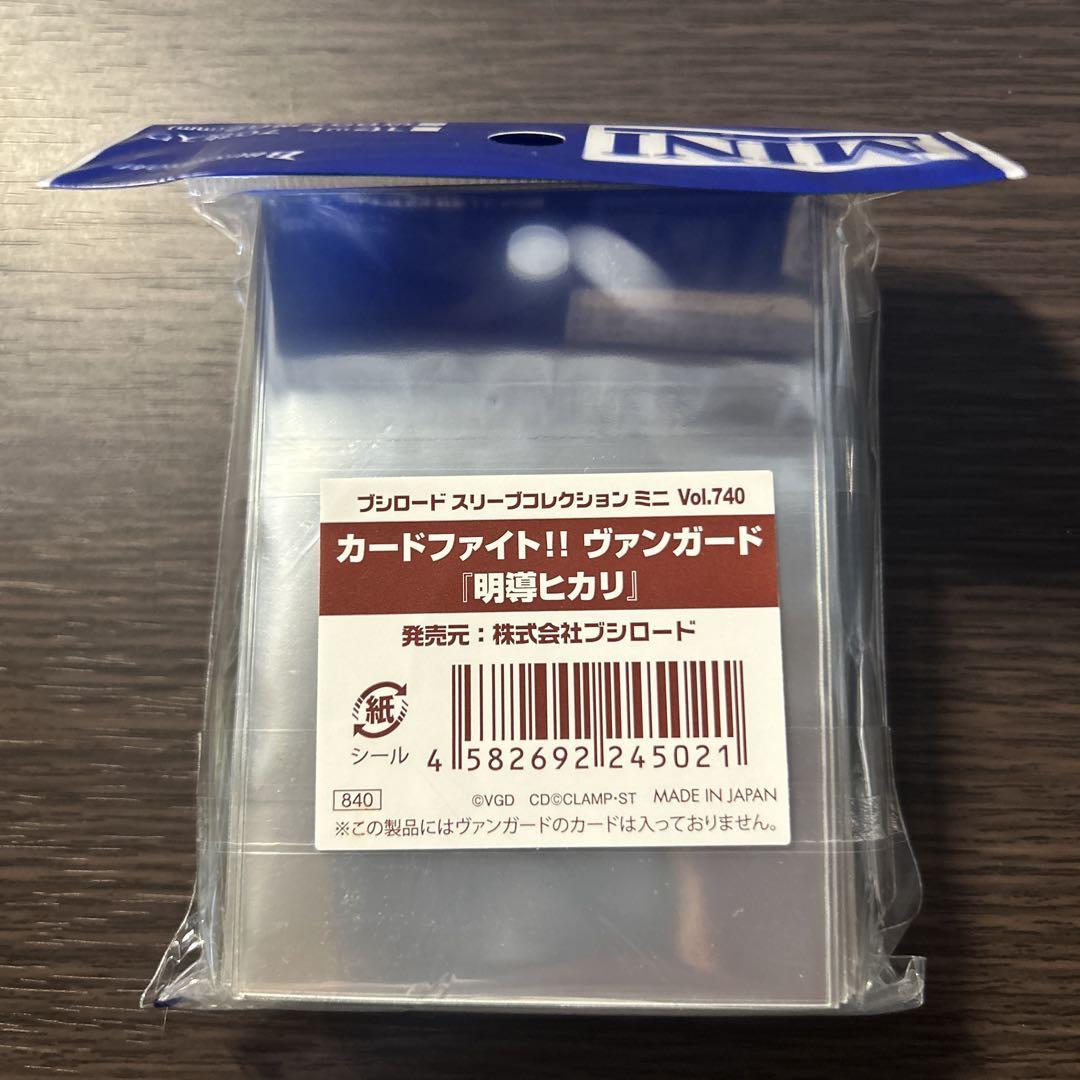 MINI
ブシロード スリーブコレクション ミニ Vol.740
カードファイト!! ヴァンガード
『明導ヒカリ』
発売元：株式会社ブシロード
紙
シール
4 582692 245021
840
©VGD CD©CLAMP・ST MADE IN JAPAN
※この製品にはヴァンガードのカードは入っておりません。